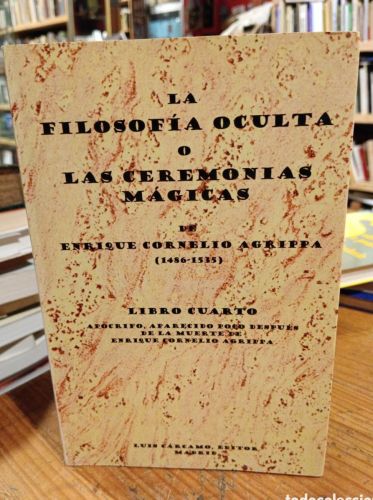 LA
FILOSOFÍA OCULTA
O
LAS CEREMONIAS
MÁGICAS
DE
ENRIQUE CORNELIO AGRIPPA
(1486-1535)
LIBRO CUARTO
APÓCRIFO, APARECIDO POCO DESPUÉS
DE LA MUERTE DE
ENRIQUE CORNELIO AGRIPPA
LUIS CÁRCAMO, EDITOR
MADRID